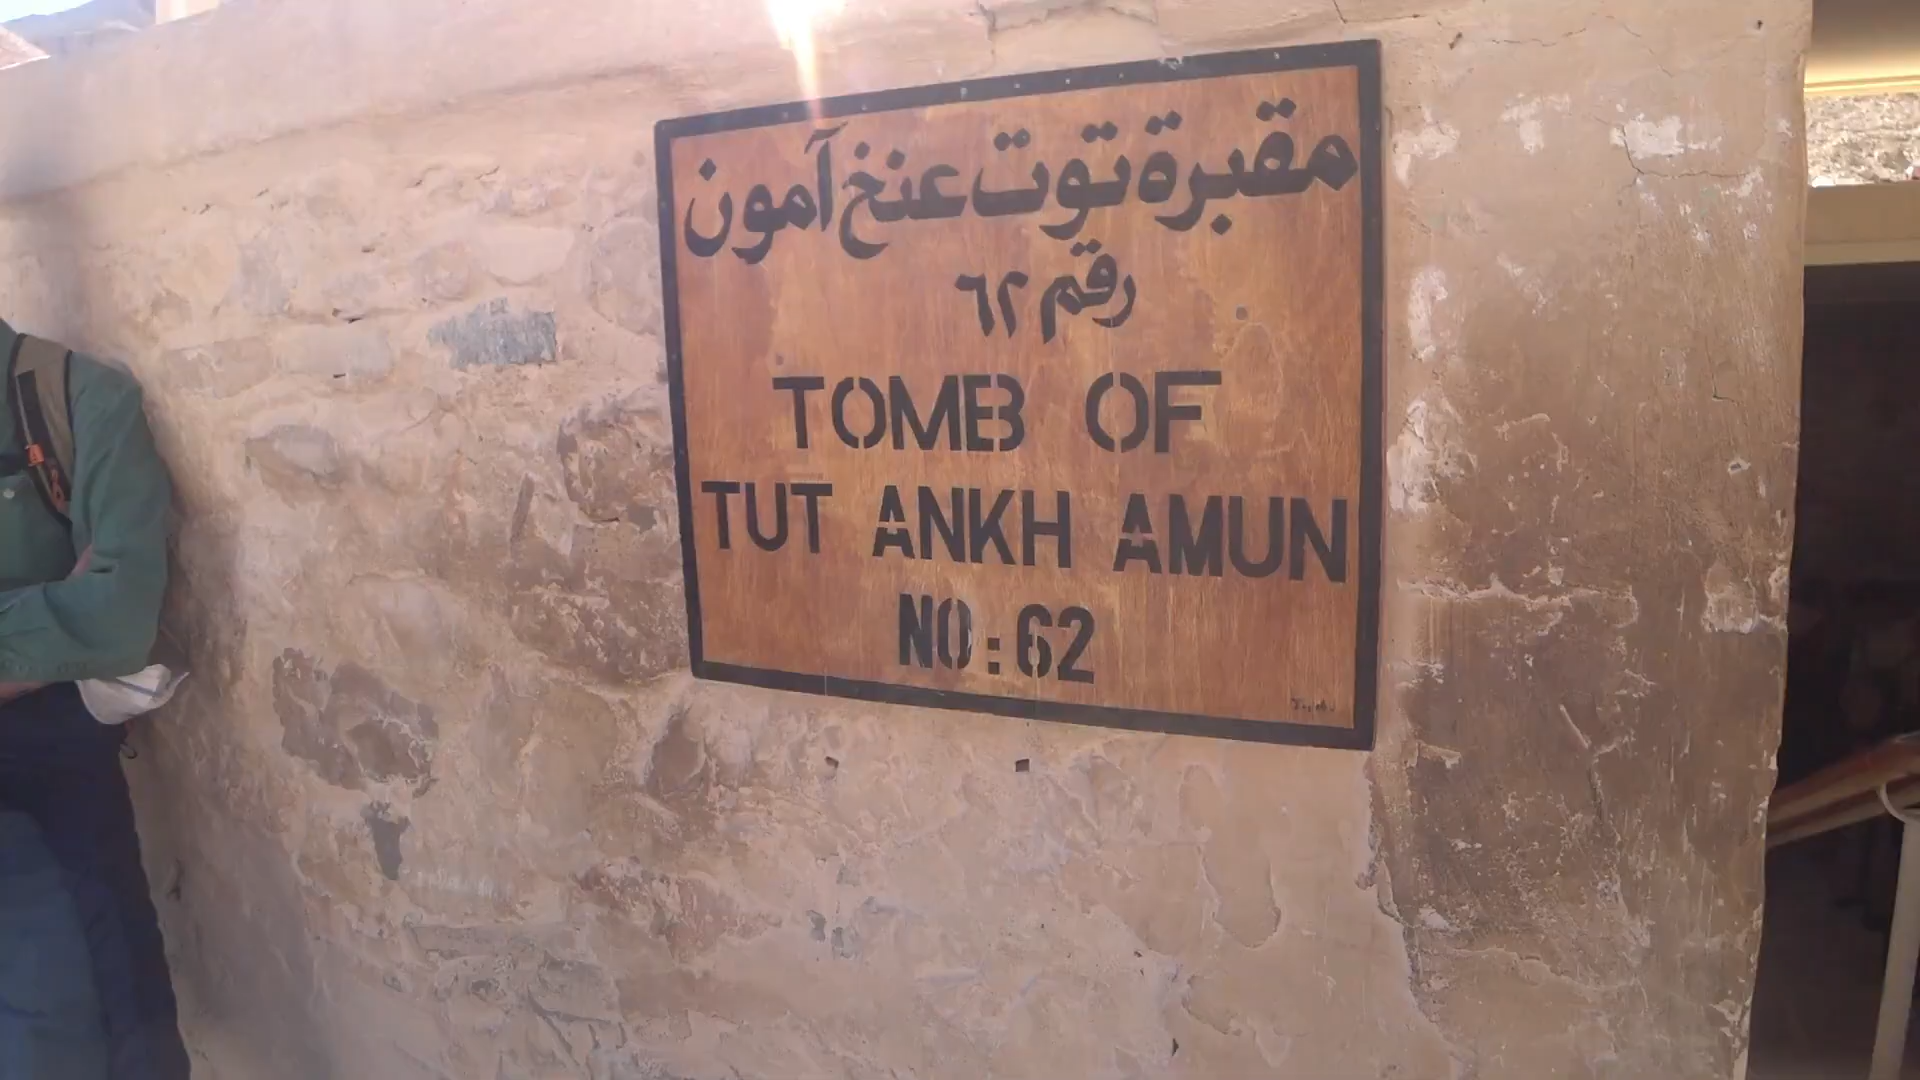 مقبرة توت عنخ آمون
رقم ٦٢
TOMB OF
TUT ANKH AMUN
NO: 62